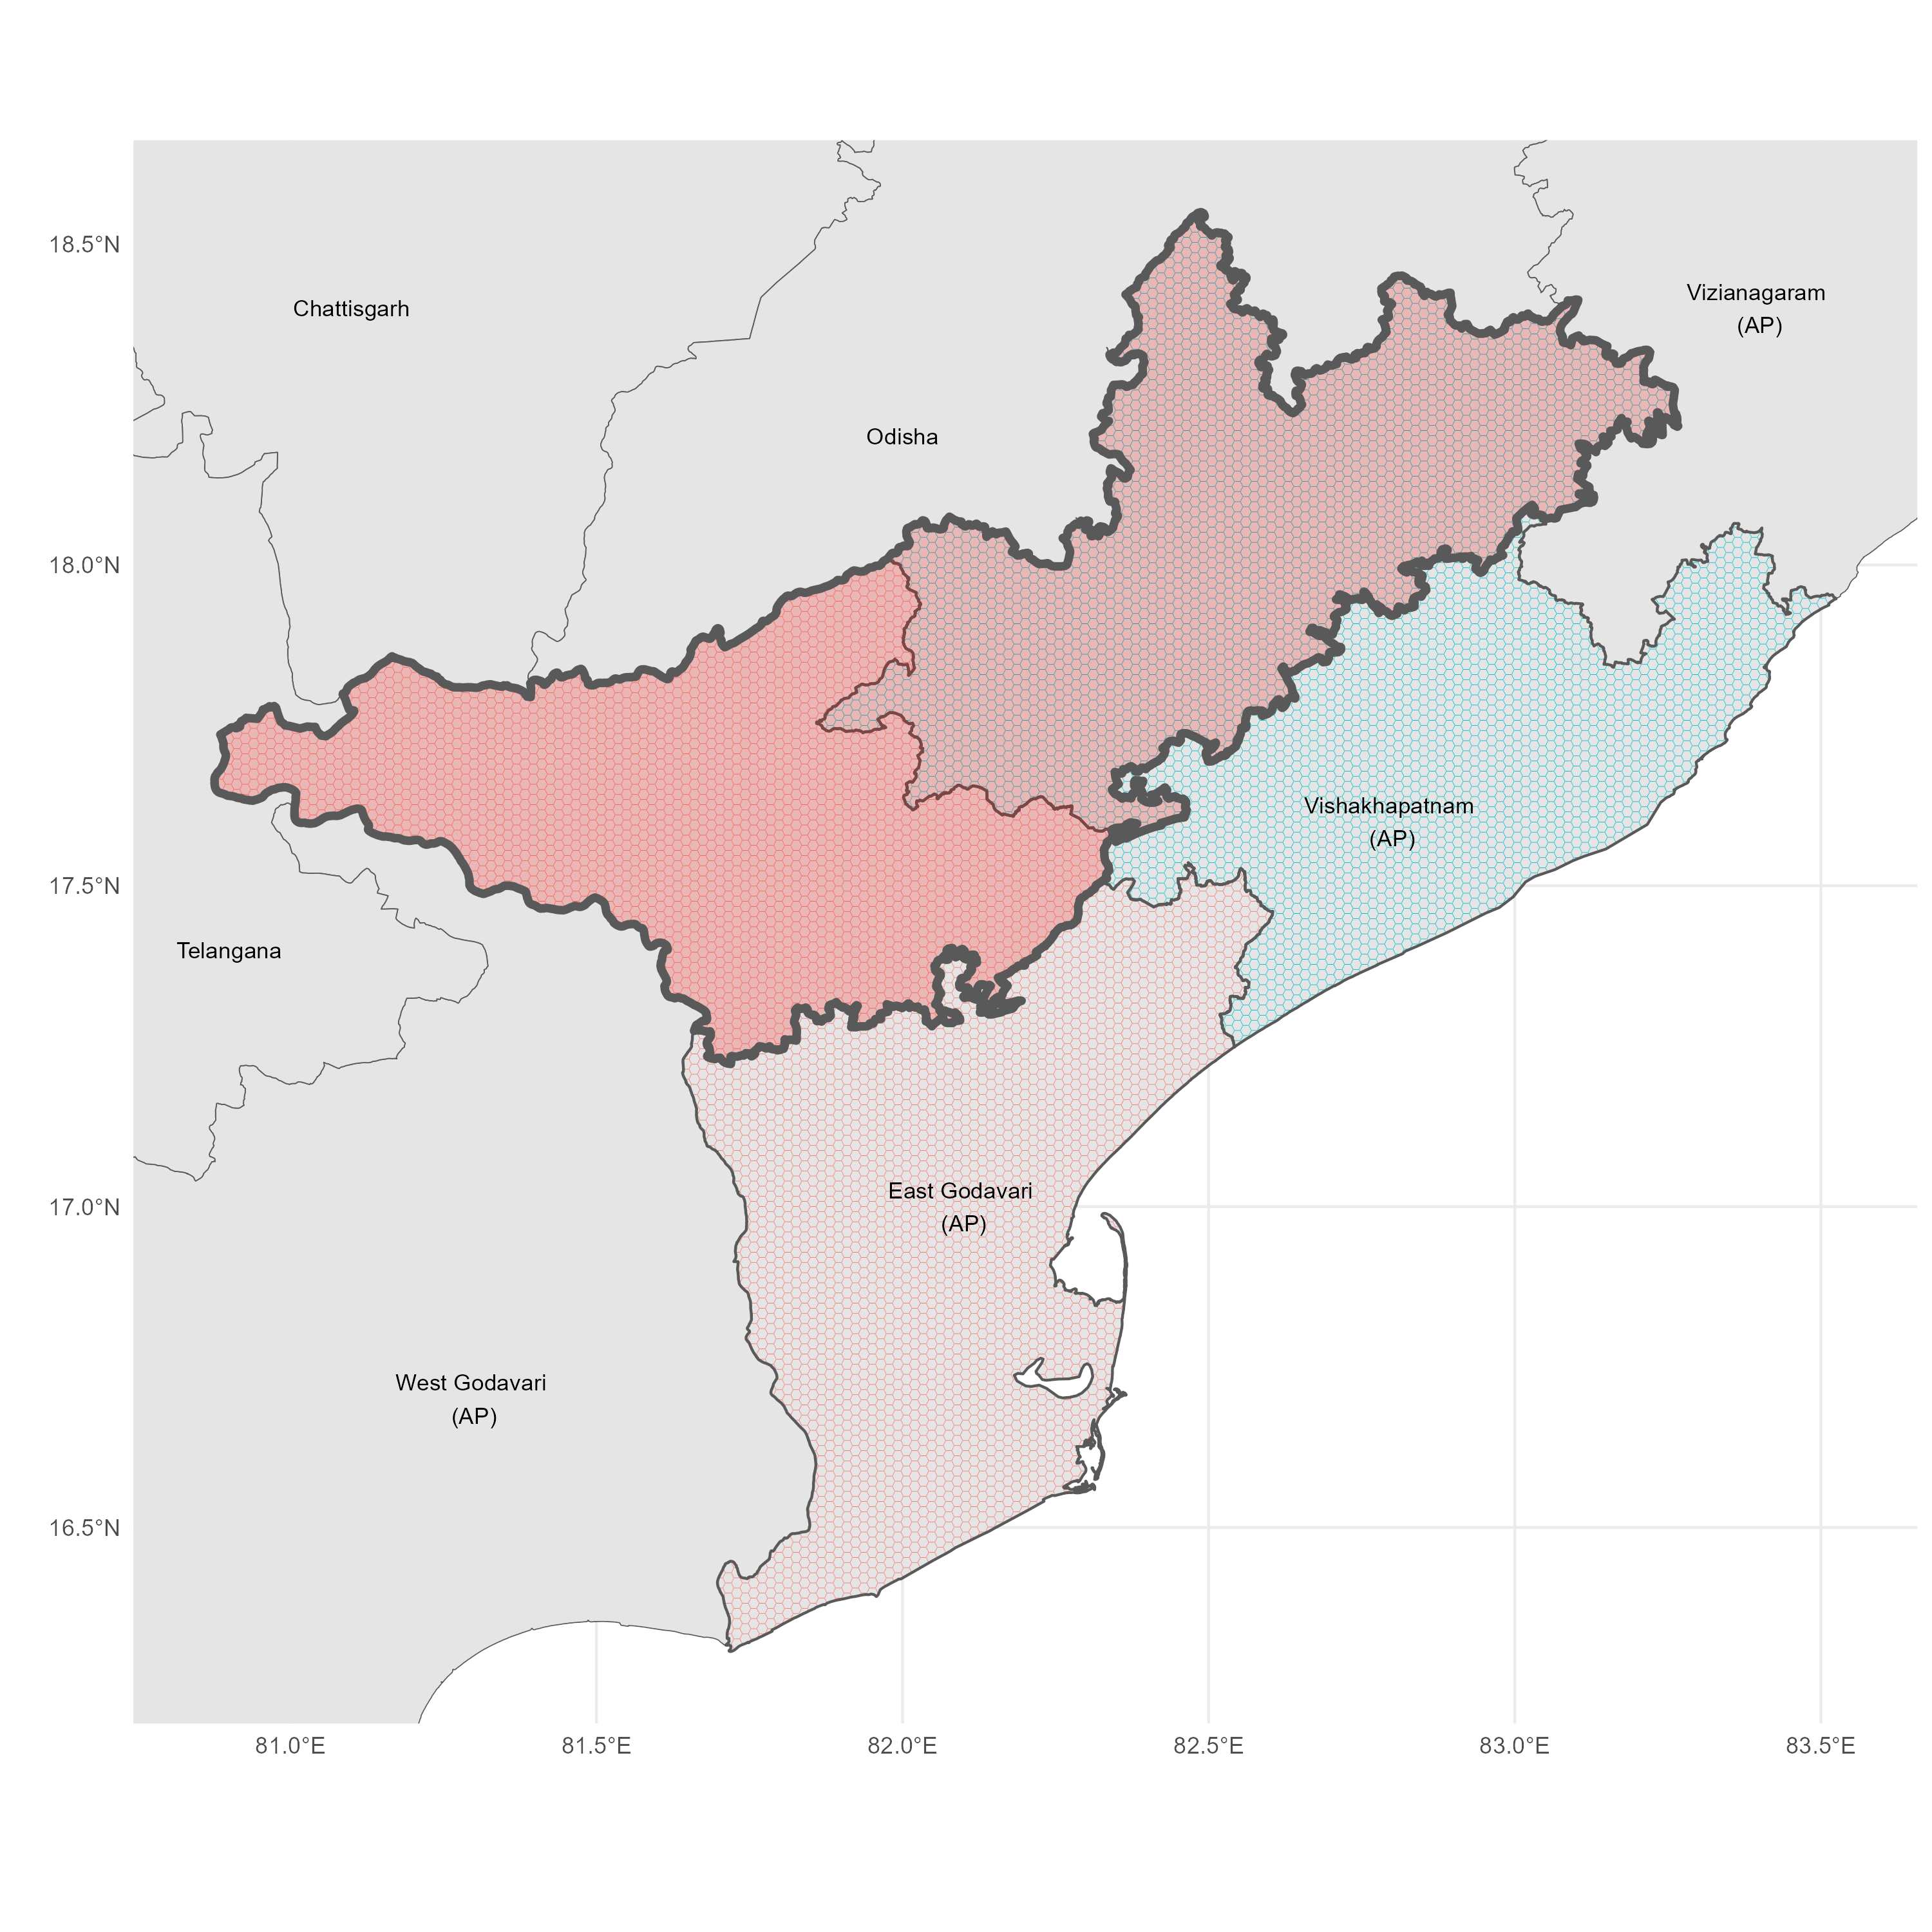 18.5°N
Chattisgarh
Vizianagaram
(AP)
Odisha
18.0°N
Vishakhapatnam
(AP)
17.5°N
Telangana
East Godavari
(AP)
17.0°N
West Godavari
(AP)
16.5°N
81.0°E 81.5°E 82.0°E 82.5°E 83.0°E 83.5°E